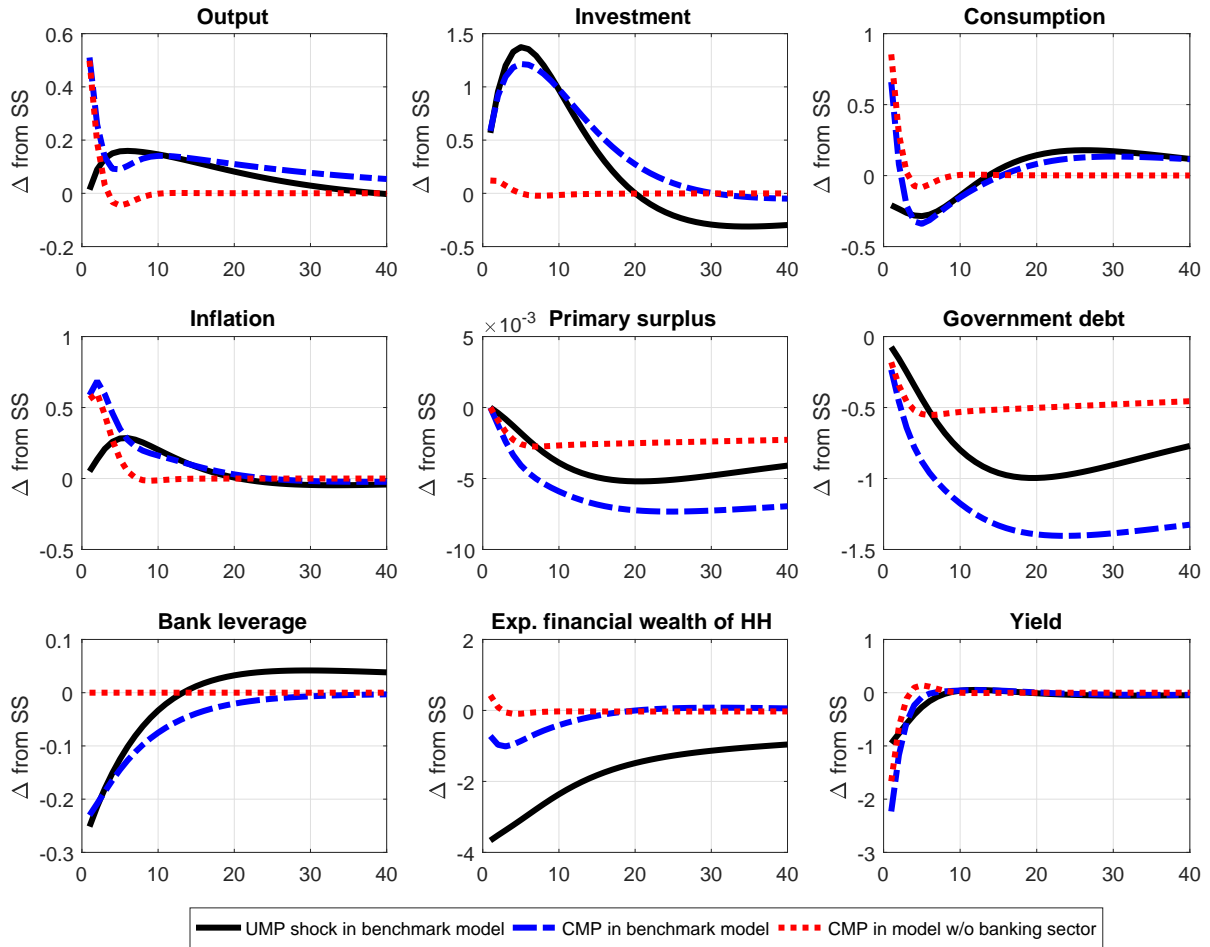 Output
Investment
Consumption
Δ from SS
0.6
0.4
0.2
0
-0.2
0 10 20 30 40
Δ from SS
1.5
1
0.5
0
-0.5
0 10 20 30 40
Δ from SS
1
0.5
0
-0.5
0 10 20 30 40
Inflation
Primary surplus
Government debt
Δ from SS
1
0.5
0
-0.5
0 10 20 30 40
Δ from SS
×10-3
5
0
-5
-10
0 10 20 30 40
Δ from SS
0
-0.5
-1
-1.5
0 10 20 30 40
Bank leverage
Exp. financial wealth of HH
Yield
Δ from SS
0.1
0
-0.1
-0.2
-0.3
0 10 20 30 40
Δ from SS
2
0
-2
-4
0 10 20 30 40
Δ from SS
1
0
-1
-2
-3
0 10 20 30 40
UMP shock in benchmark model CMP in benchmark model CMP in model w/o banking sector